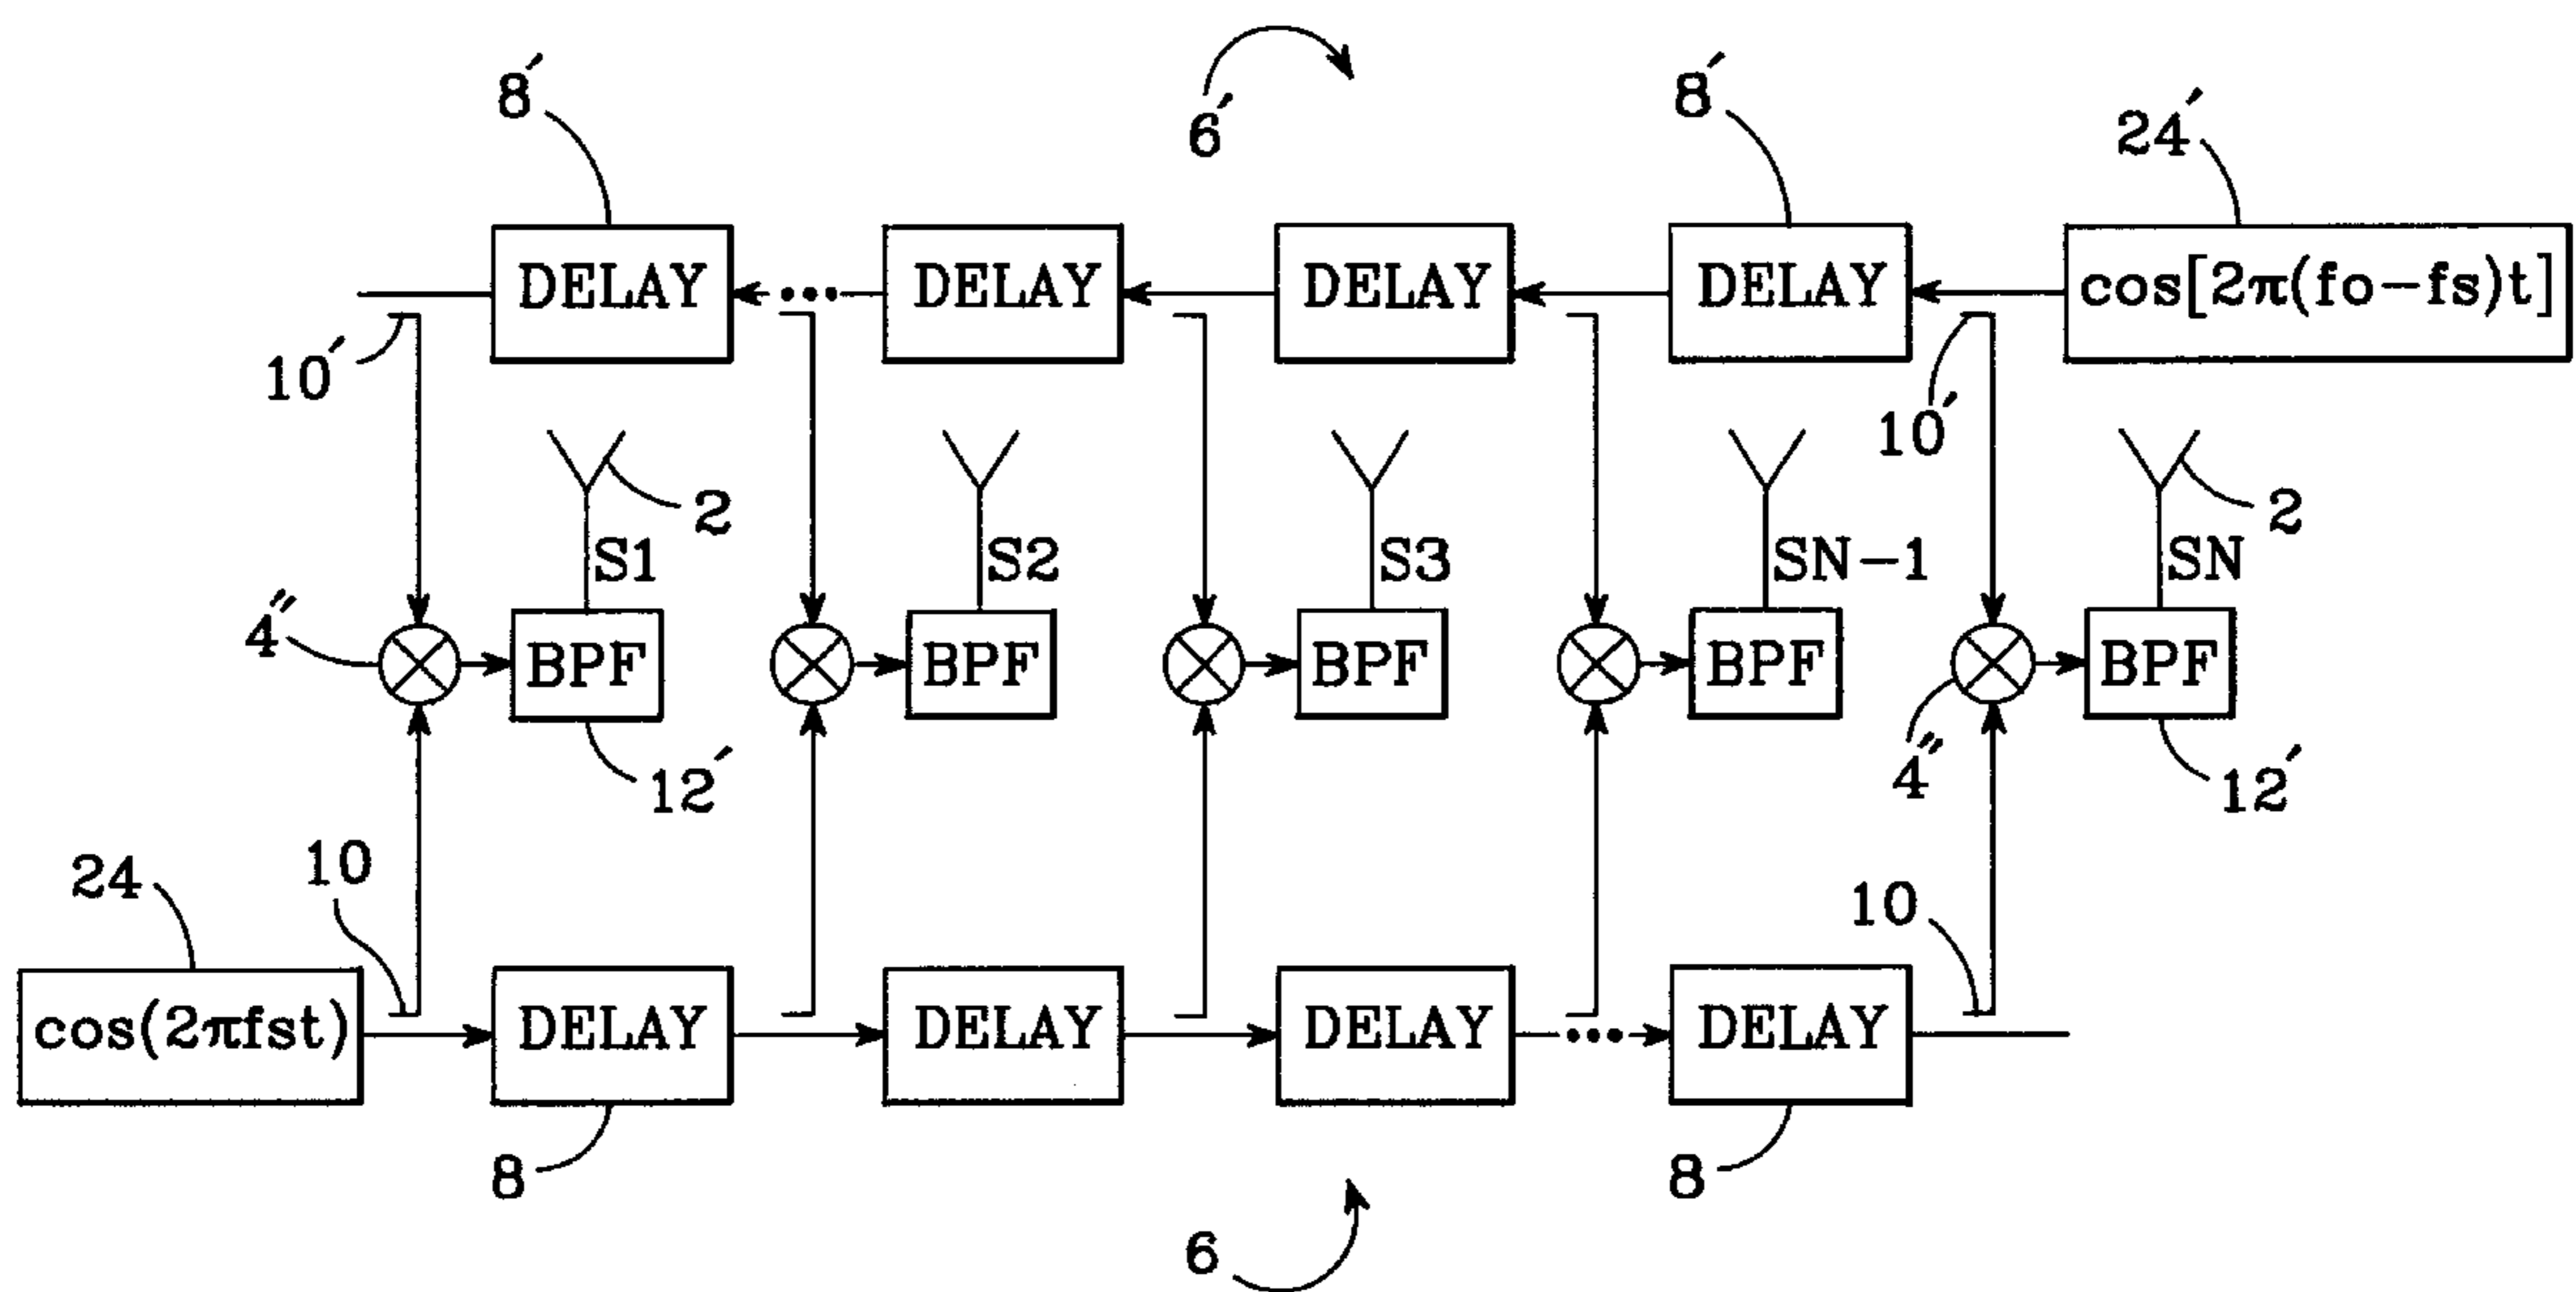 6′
8′
8′
24′
DELAY
DELAY
DELAY
DELAY
cos[2π(fo-fs)t]
10′
10′
2
2
S1
S2
S3
SN-1
SN
4″
BPF
BPF
BPF
BPF
BPF
12′
4″
12′
24
10
10
cos(2πfst)
DELAY
DELAY
DELAY
DELAY
8
8
6